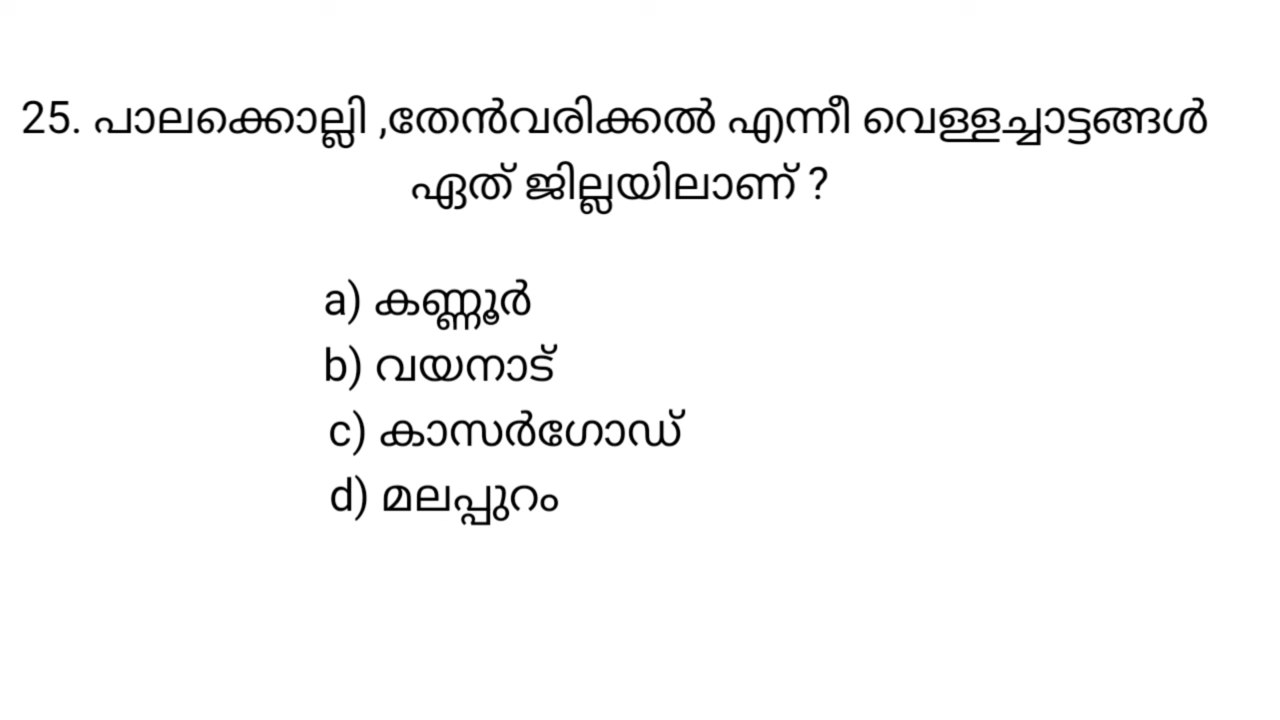 25. പാലക്കൊല്ലി ,തേൻവരിക്കൽ എന്നീ വെള്ളച്ചാട്ടങ്ങൾ
ഏത് ജില്ലയിലാണ് ?
a) കണ്ണൂർ
b) വയനാട്
c) കാസർഗോഡ്
d) മലപ്പുറം